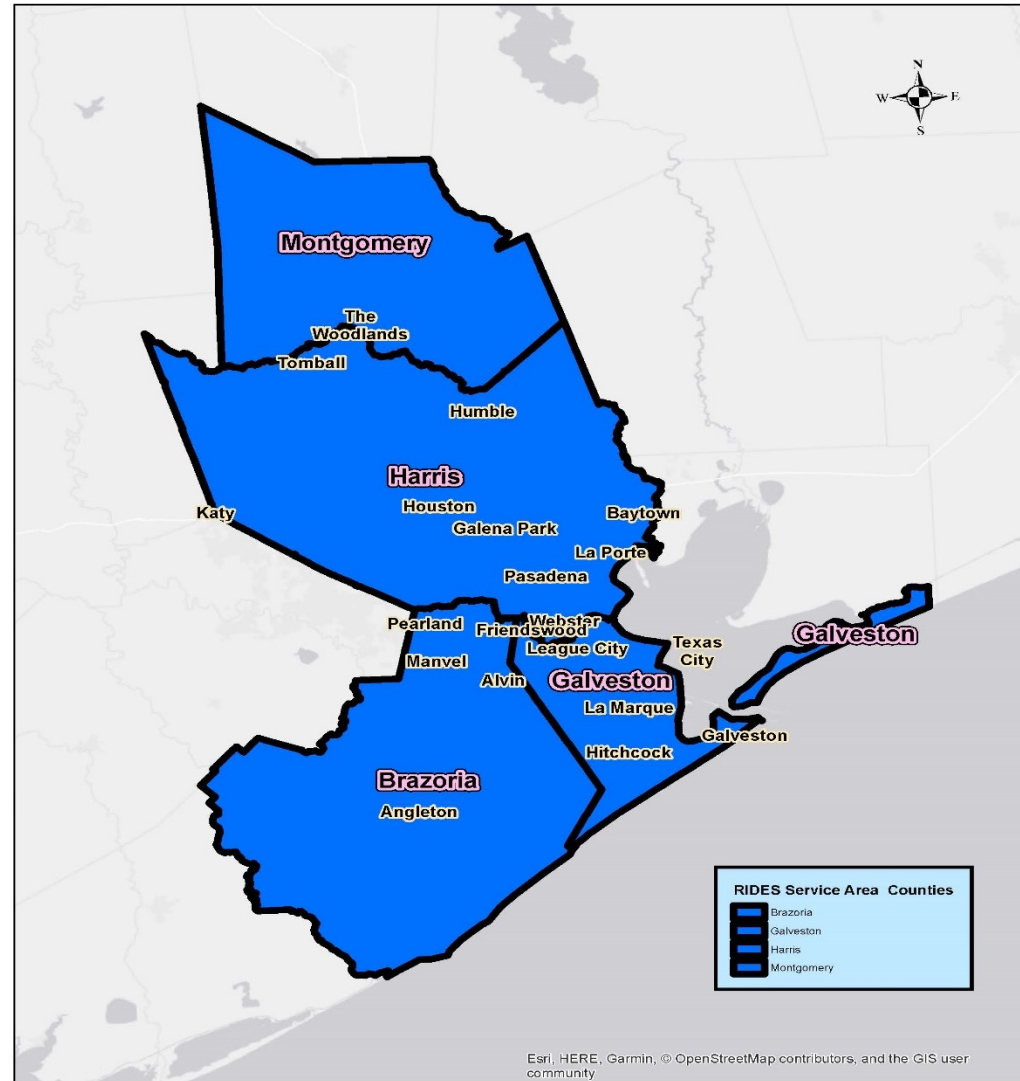 N
W E
S
Montgomery
The
Woodlands
Tomball
Humble
Harris
Houston
Katy
Baytown
Galena Park
La Porte
Pasadena
Webster
Pearland
Friendswood
Galveston
Texas
City
League City
Manvel
Alvin
Galveston
La Marque
Galveston
Hitchcock
Brazoria
Angleton
RIDES Service Area Counties
Brazoria
Galveston
Harris
Montgomery
Esri, HERE, Garmin, © OpenStreetMap contributors, and the GIS user
community